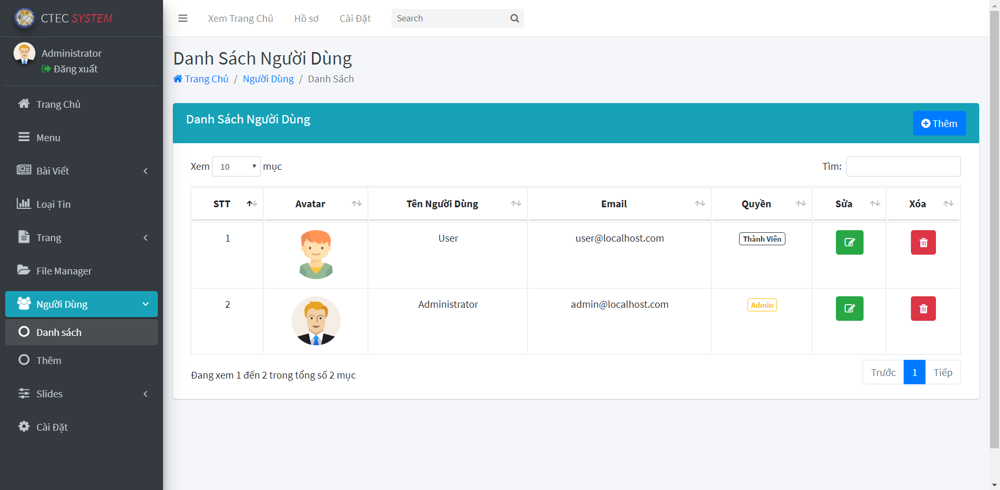 CTEC SYSTEM
Administrator
Đăng xuất
Trang Chủ
Menu
Bài Viết
Loại Tin
Trang
File Manager
Người Dùng
Danh sách
Thêm
Slides
Cài Đặt
Xem Trang Chủ Hồ sơ Cài Đặt Search
Danh Sách Người Dùng
Trang Chủ / Người Dùng / Danh Sách
Danh Sách Người Dùng Thêm
Xem 10 mục Tìm:
STT Avatar Tên Người Dùng Email Quyền Sửa Xóa
1 User user@localhost.com Thành Viên
2 Administrator admin@localhost.com Admin
Đang xem 1 đến 2 trong tổng số 2 mục
Trước 1 Tiếp